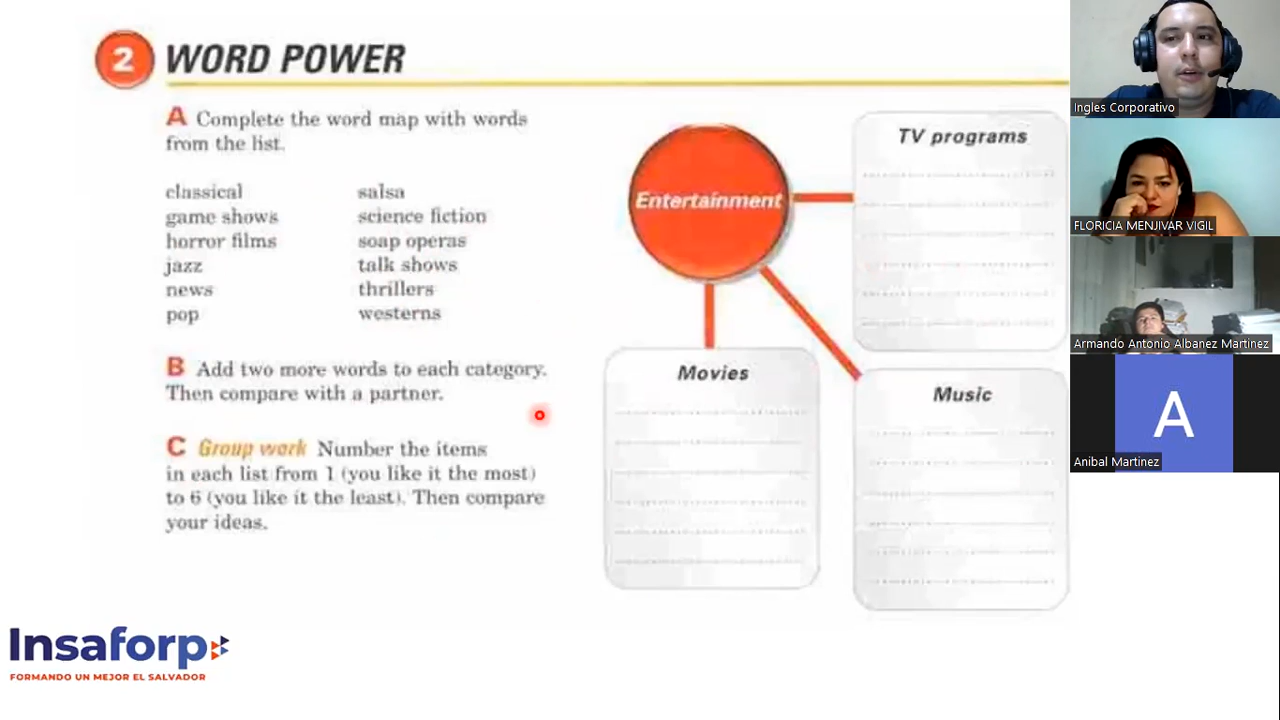 2 WORD POWER
A Complete the word map with words
from the list.
classical
game shows
horror films
jazz
news
pop
salsa
science fiction
soap operas
talk shows
thrillers
westerns
B Add two more words to each category.
Then compare with a partner.
C Group work Number the items
in each list from 1 (you like it the most)
to 6 (you like it the least). Then compare
your ideas.
Entertainment
TV programs
Movies
Music
Insaforp
FORMANDO UN MEJOR EL SALVADOR
Ingles Corporativo
FLORICIA MENJIVAR VIGIL
Armando Antonio Albanez Martinez
A
Anibal Martinez